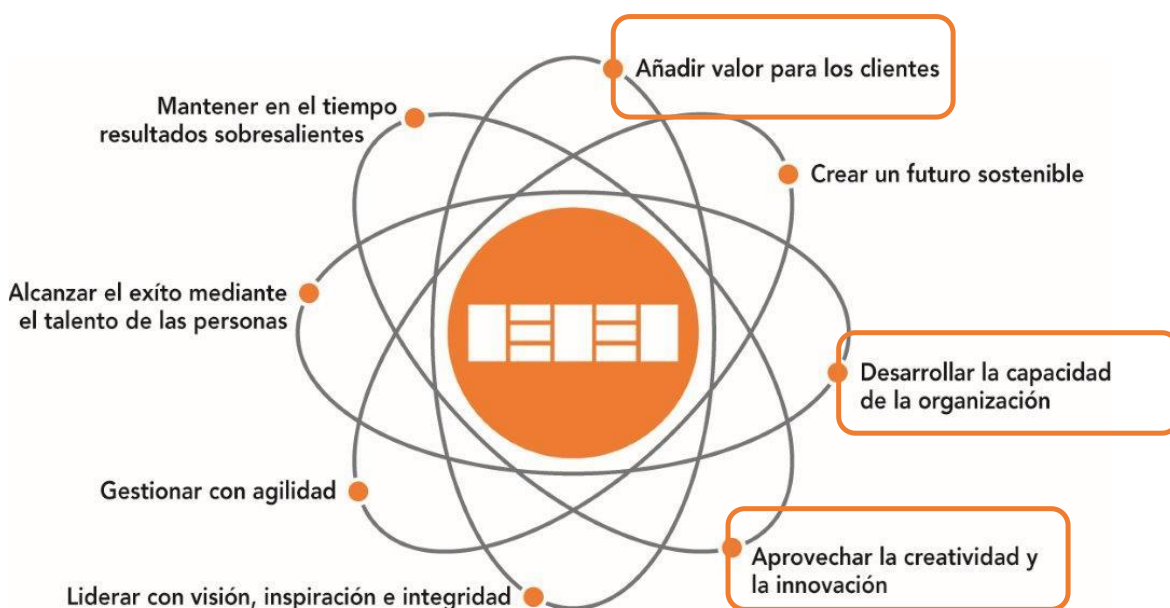 Añadir valor para los clientes
Mantener en el tiempo
resultados sobresalientes
Crear un futuro sostenible
Alcanzar el exíto mediante
el talento de las personas
Desarrollar la capacidad
de la organización
Gestionar con agilidad
Aprovechar la creatividad y
la innovación
Liderar con visión, inspiración e integridad